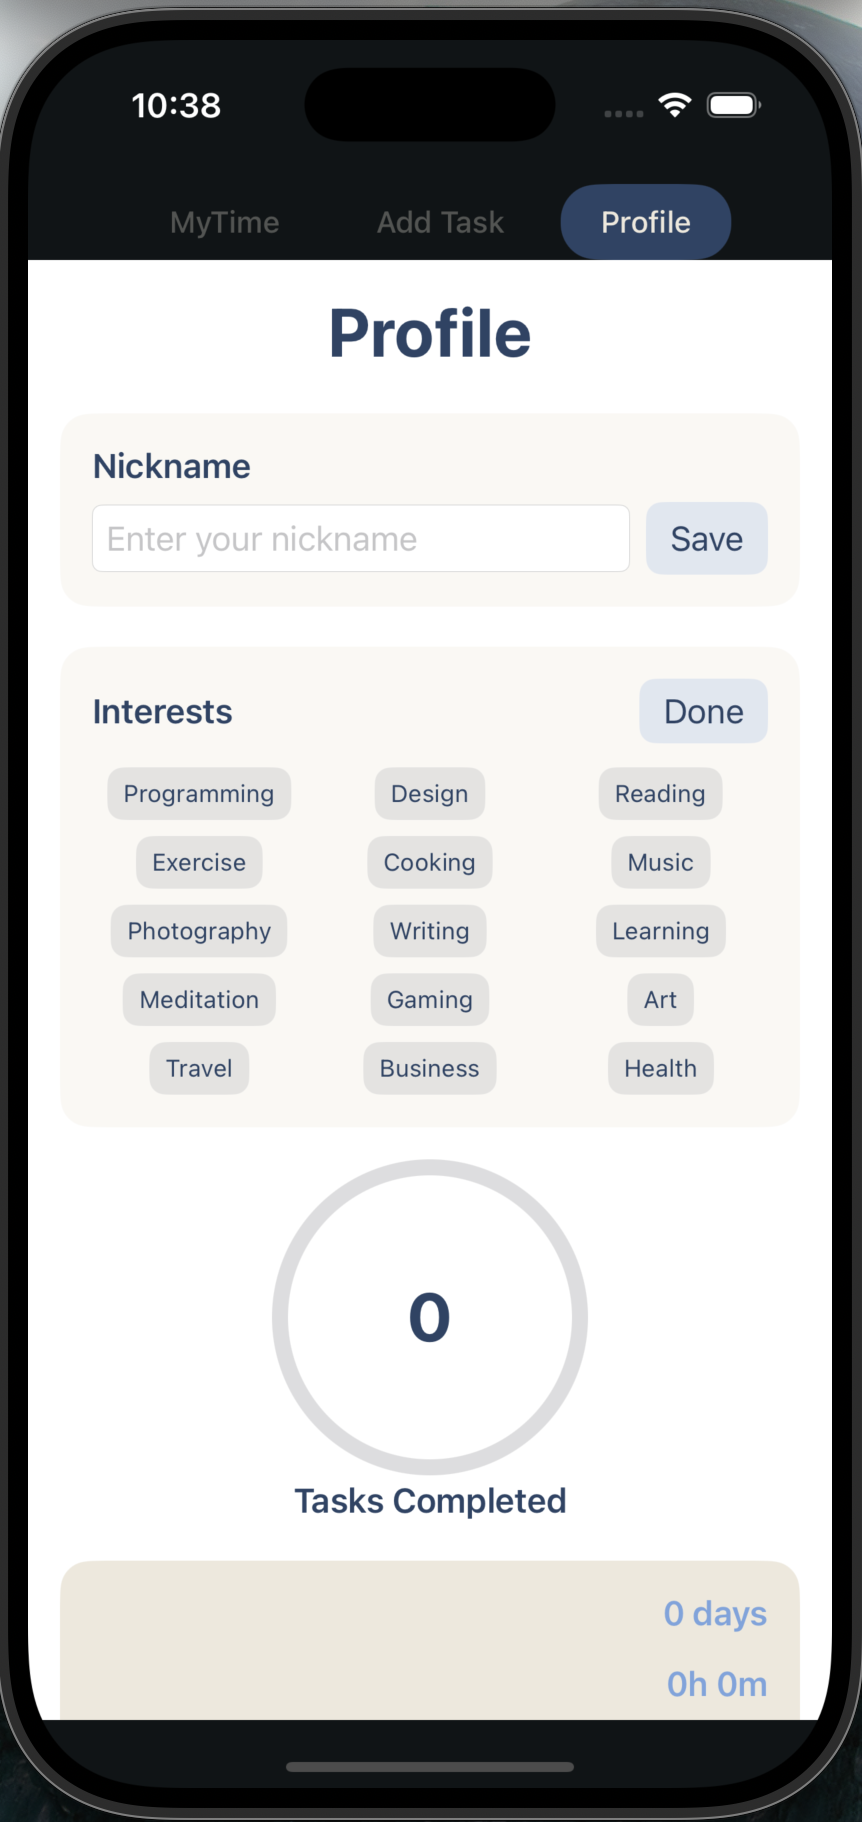 10:38
MyTime Add Task Profile
Profile
Nickname
Enter your nickname Save
Interests Done
Programming Design Reading
Exercise Cooking Music
Photography Writing Learning
Meditation Gaming Art
Travel Business Health
0
Tasks Completed
0 days
0h 0m